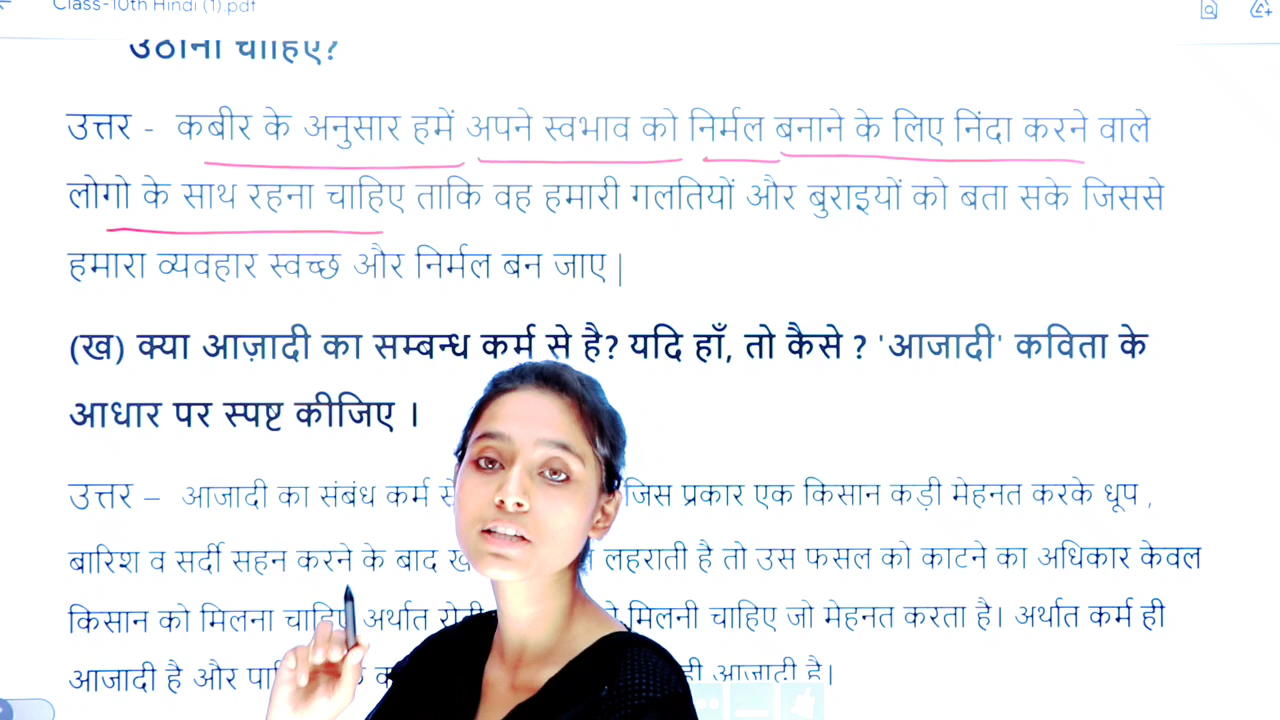 Class-10th Hindi (1).pdf
उठाना चाहिए?
उत्तर - कबीर के अनुसार हमें अपने स्वभाव को निर्मल बनाने के लिए निंदा करने वाले
लोगो के साथ रहना चाहिए ताकि वह हमारी गलतियों और बुराइयों को बता सके जिससे
हमारा व्यवहार स्वच्छ और निर्मल बन जाए |
(ख) क्या आज़ादी का सम्बन्ध कर्म से है? यदि हाँ, तो कैसे ? 'आजादी' कविता के
आधार पर स्पष्ट कीजिए ।
उत्तर – आजादी का संबंध कर्म जिस प्रकार एक किसान कड़ी मेहनत करके धूप ,
बारिश व सर्दी सहन करने के बाद लहराती है तो उस फसल को काटने का अधिकार केवल
किसान को मिलना चाहिए अर्थात मिलनी चाहिए जो मेहनत करता है। अर्थात कर्म ही
आजादी है और ही आजादी है।